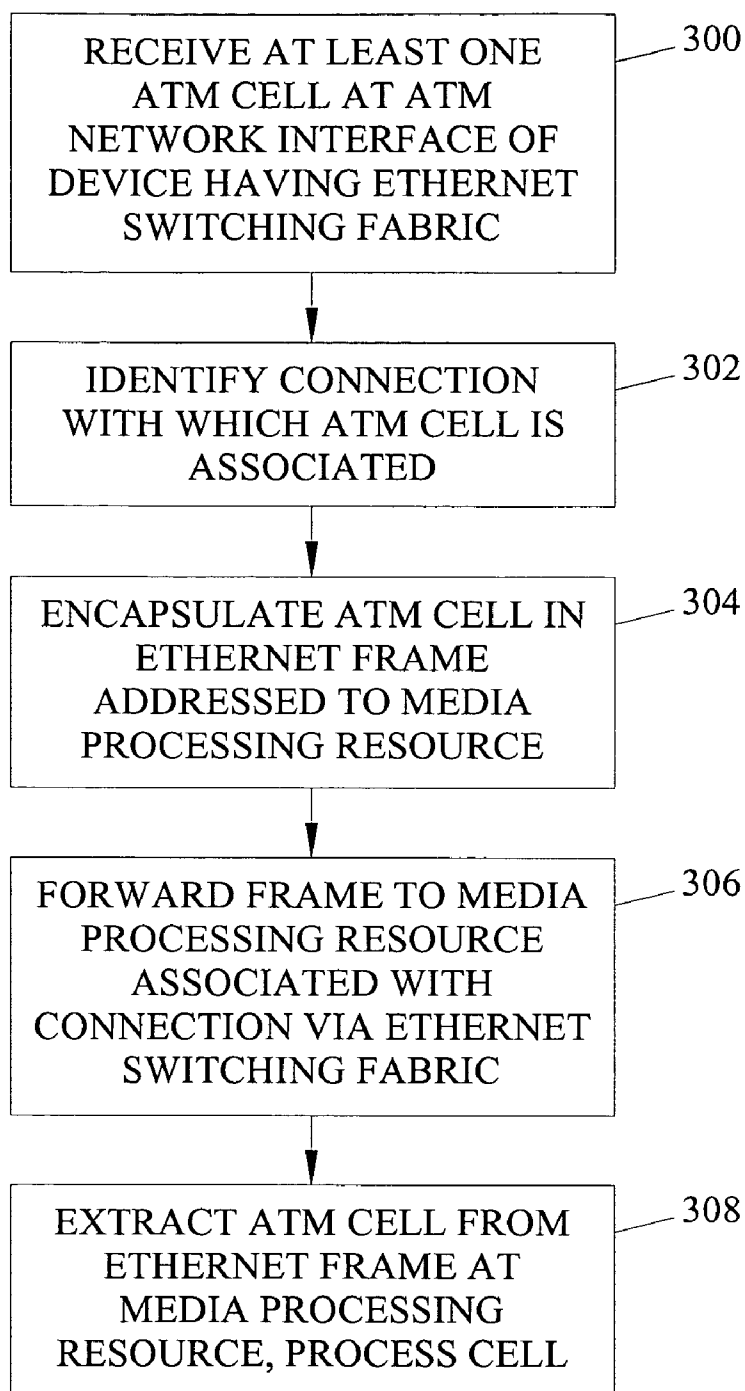 RECEIVE AT LEAST ONE
ATM CELL AT ATM
NETWORK INTERFACE OF
DEVICE HAVING ETHERNET
SWITCHING FABRIC
300
IDENTIFY CONNECTION
WITH WHICH ATM CELL IS
ASSOCIATED
302
ENCAPSULATE ATM CELL IN
ETHERNET FRAME
ADDRESSED TO MEDIA
PROCESSING RESOURCE
304
FORWARD FRAME TO MEDIA
PROCESSING RESOURCE
ASSOCIATED WITH
CONNECTION VIA ETHERNET
SWITCHING FABRIC
306
EXTRACT ATM CELL FROM
ETHERNET FRAME AT
MEDIA PROCESSING
RESOURCE, PROCESS CELL
308